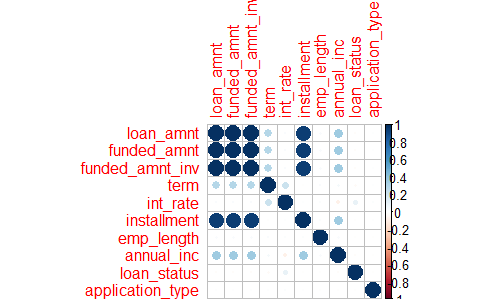 loan_amnt
funded_amnt
funded_amnt_inv
term
int_rate
installment
emp_length
annual_inc
loan_status
application_type
loan_amnt
funded_amnt
funded_amnt_inv
term
int_rate
installment
emp_length
annual_inc
loan_status
application_type
1
0.8
0.6
0.4
0.2
0
-0.2
-0.4
-0.6
-0.8
-1